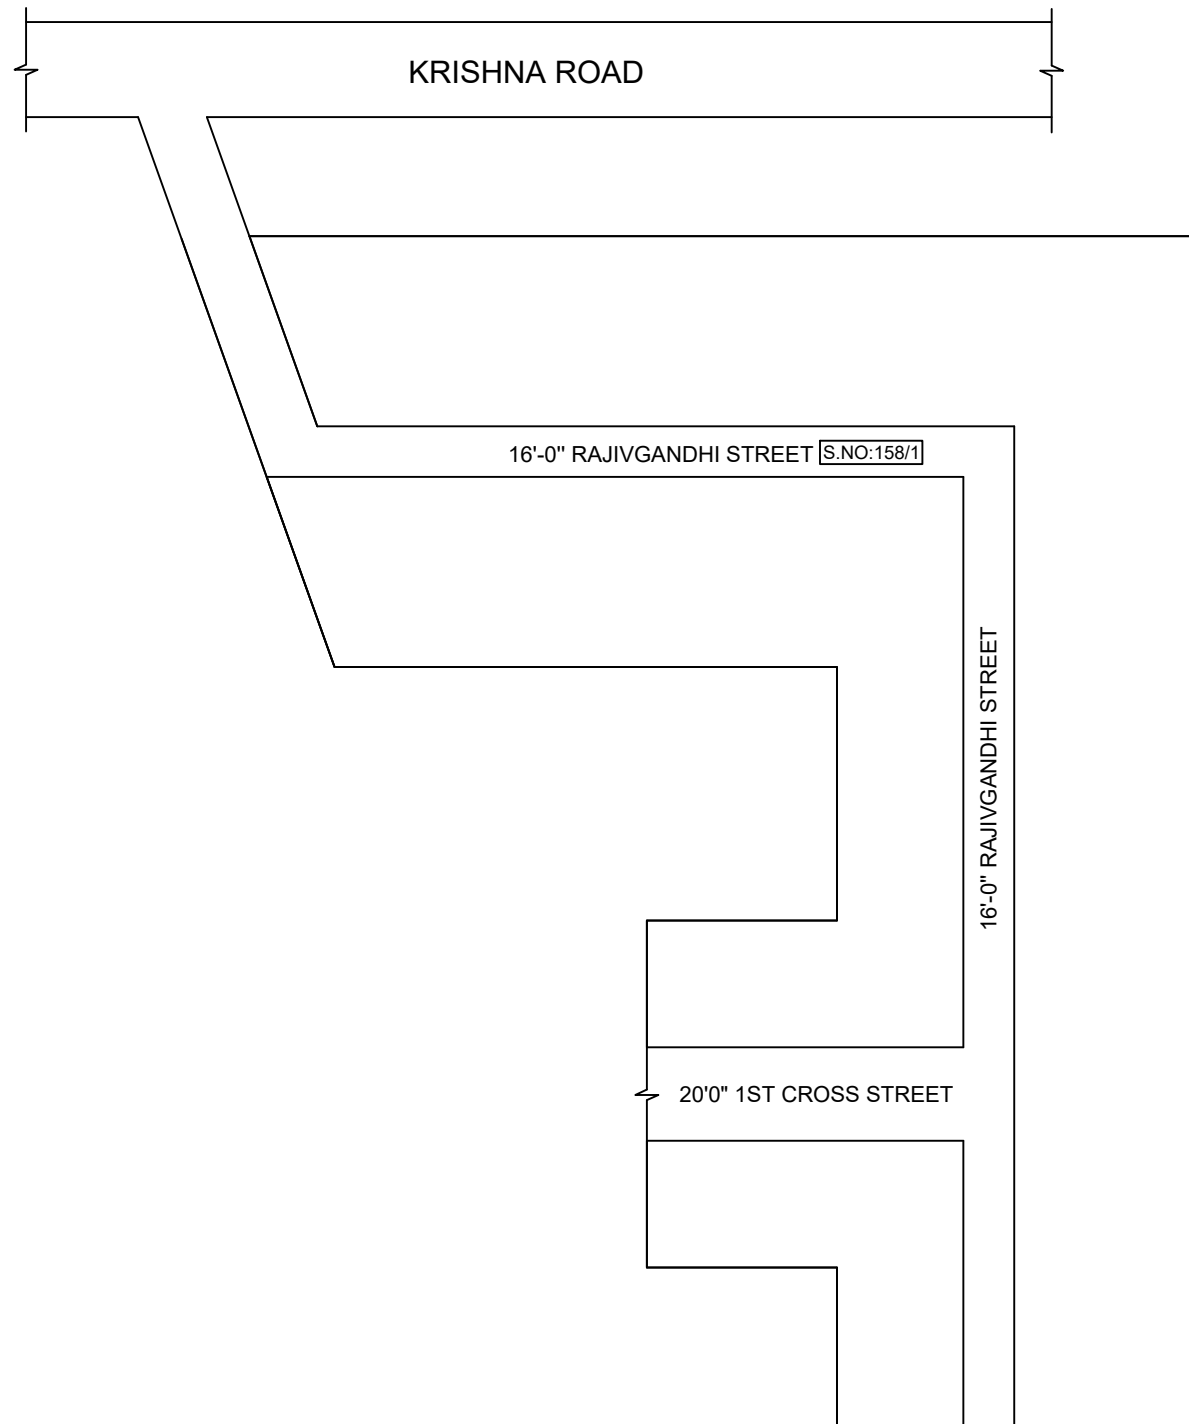 KRISHNA ROAD
16'-0" RAJIVGANDHI STREET S.NO:158/1
16'-0" RAJIVGANDHI STREET
20'0" 1ST CROSS STREET